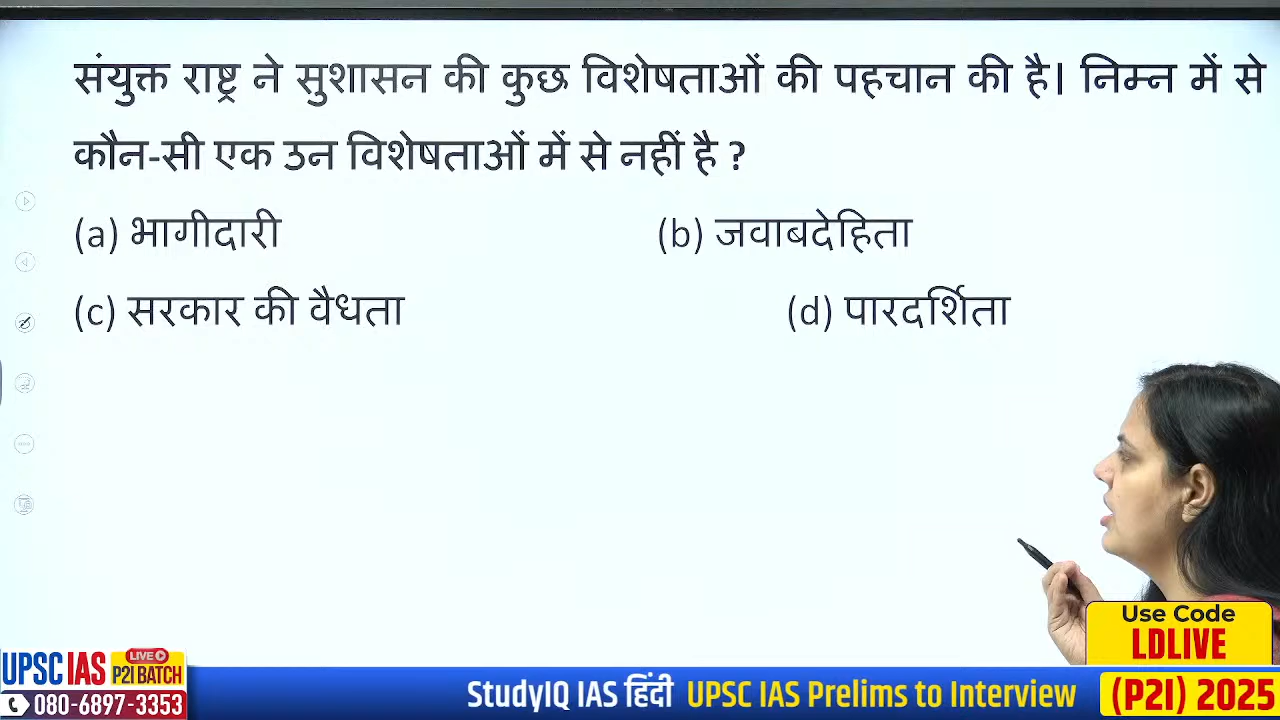 संयुक्त राष्ट्र ने सुशासन की कुछ विशेषताओं की पहचान की है। निम्न में से
कौन-सी एक उन विशेषताओं में से नहीं है ?
(a) भागीदारी (b) जवाबदेहिता
(c) सरकार की वैधता (d) पारदर्शिता
Use Code
LDLIVE
UPSC IAS LIVE P2I BATCH
080-6897-3353
StudyIQ IAS हिंदी UPSC IAS Prelims to Interview (P2I) 2025